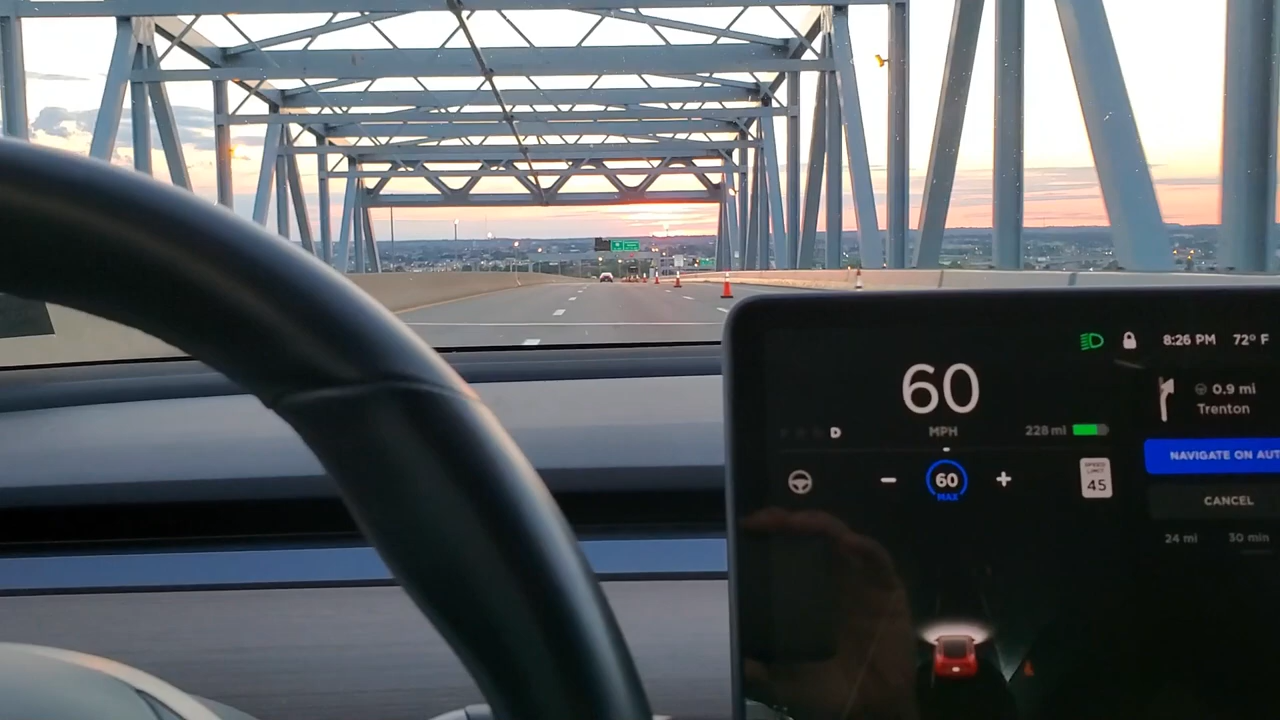 8:26 PM 72° F
60
MPH
D
228 mi
0.9 mi
Trenton
NAVIGATE ON AUT
60
MAX
SPEED
LIMIT
45
CANCEL
24 mi 30 min